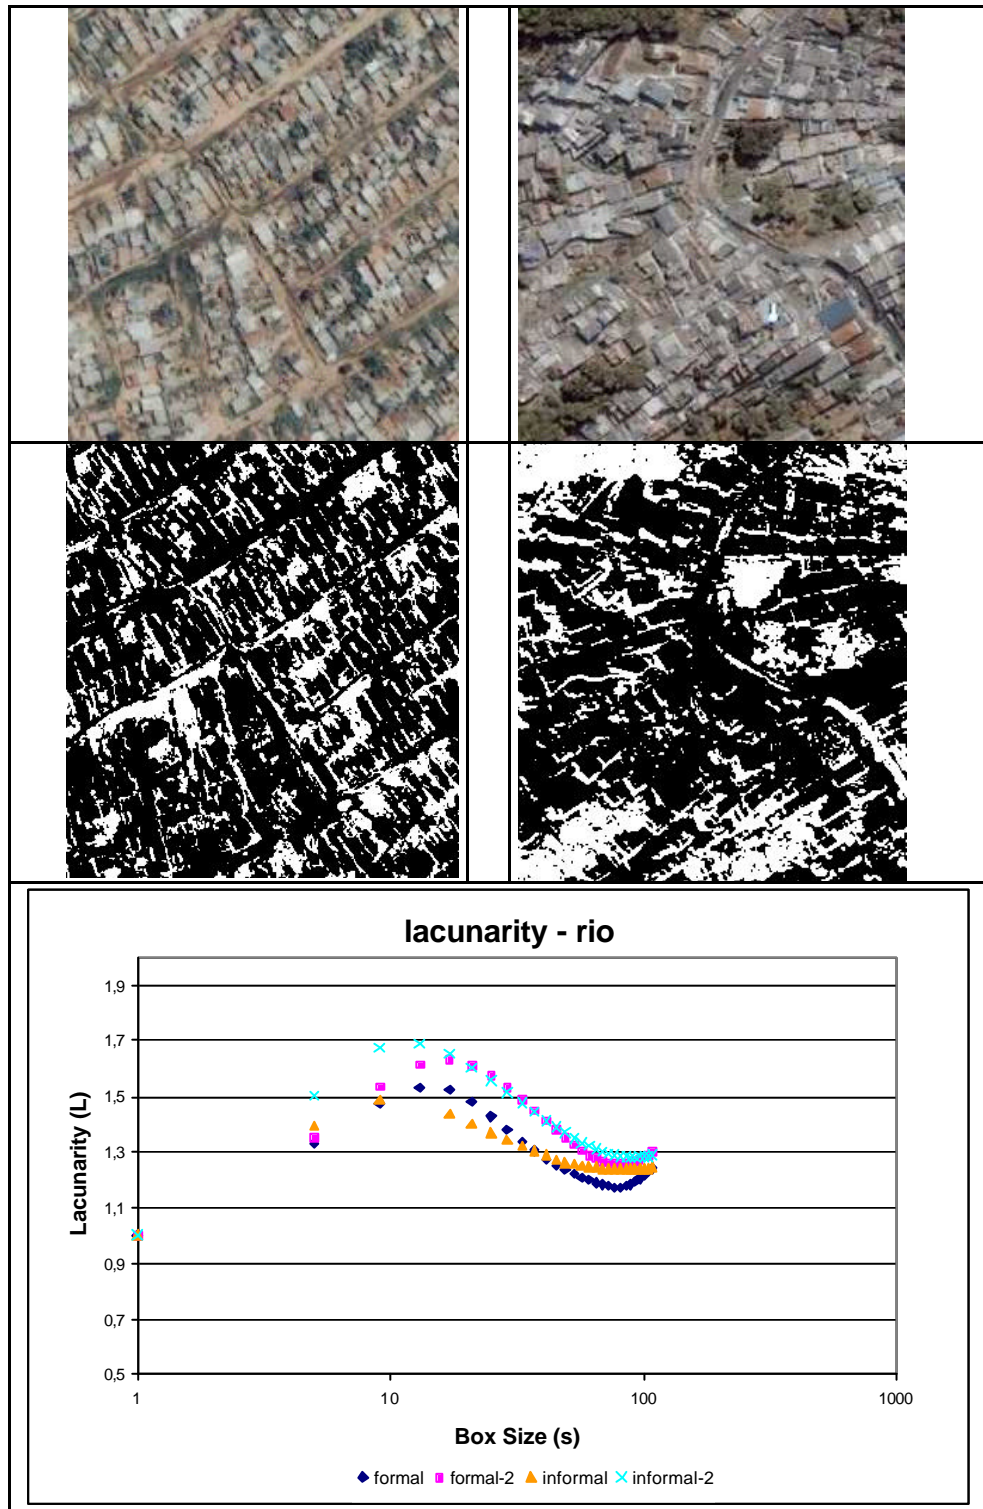 lacunarity - rio
1,9
1,7
1,5
1,3
1,1
0,9
0,7
0,5
Lacunarity (L)
1 10 100 1000
Box Size (s)
formal formal-2 informal informal-2